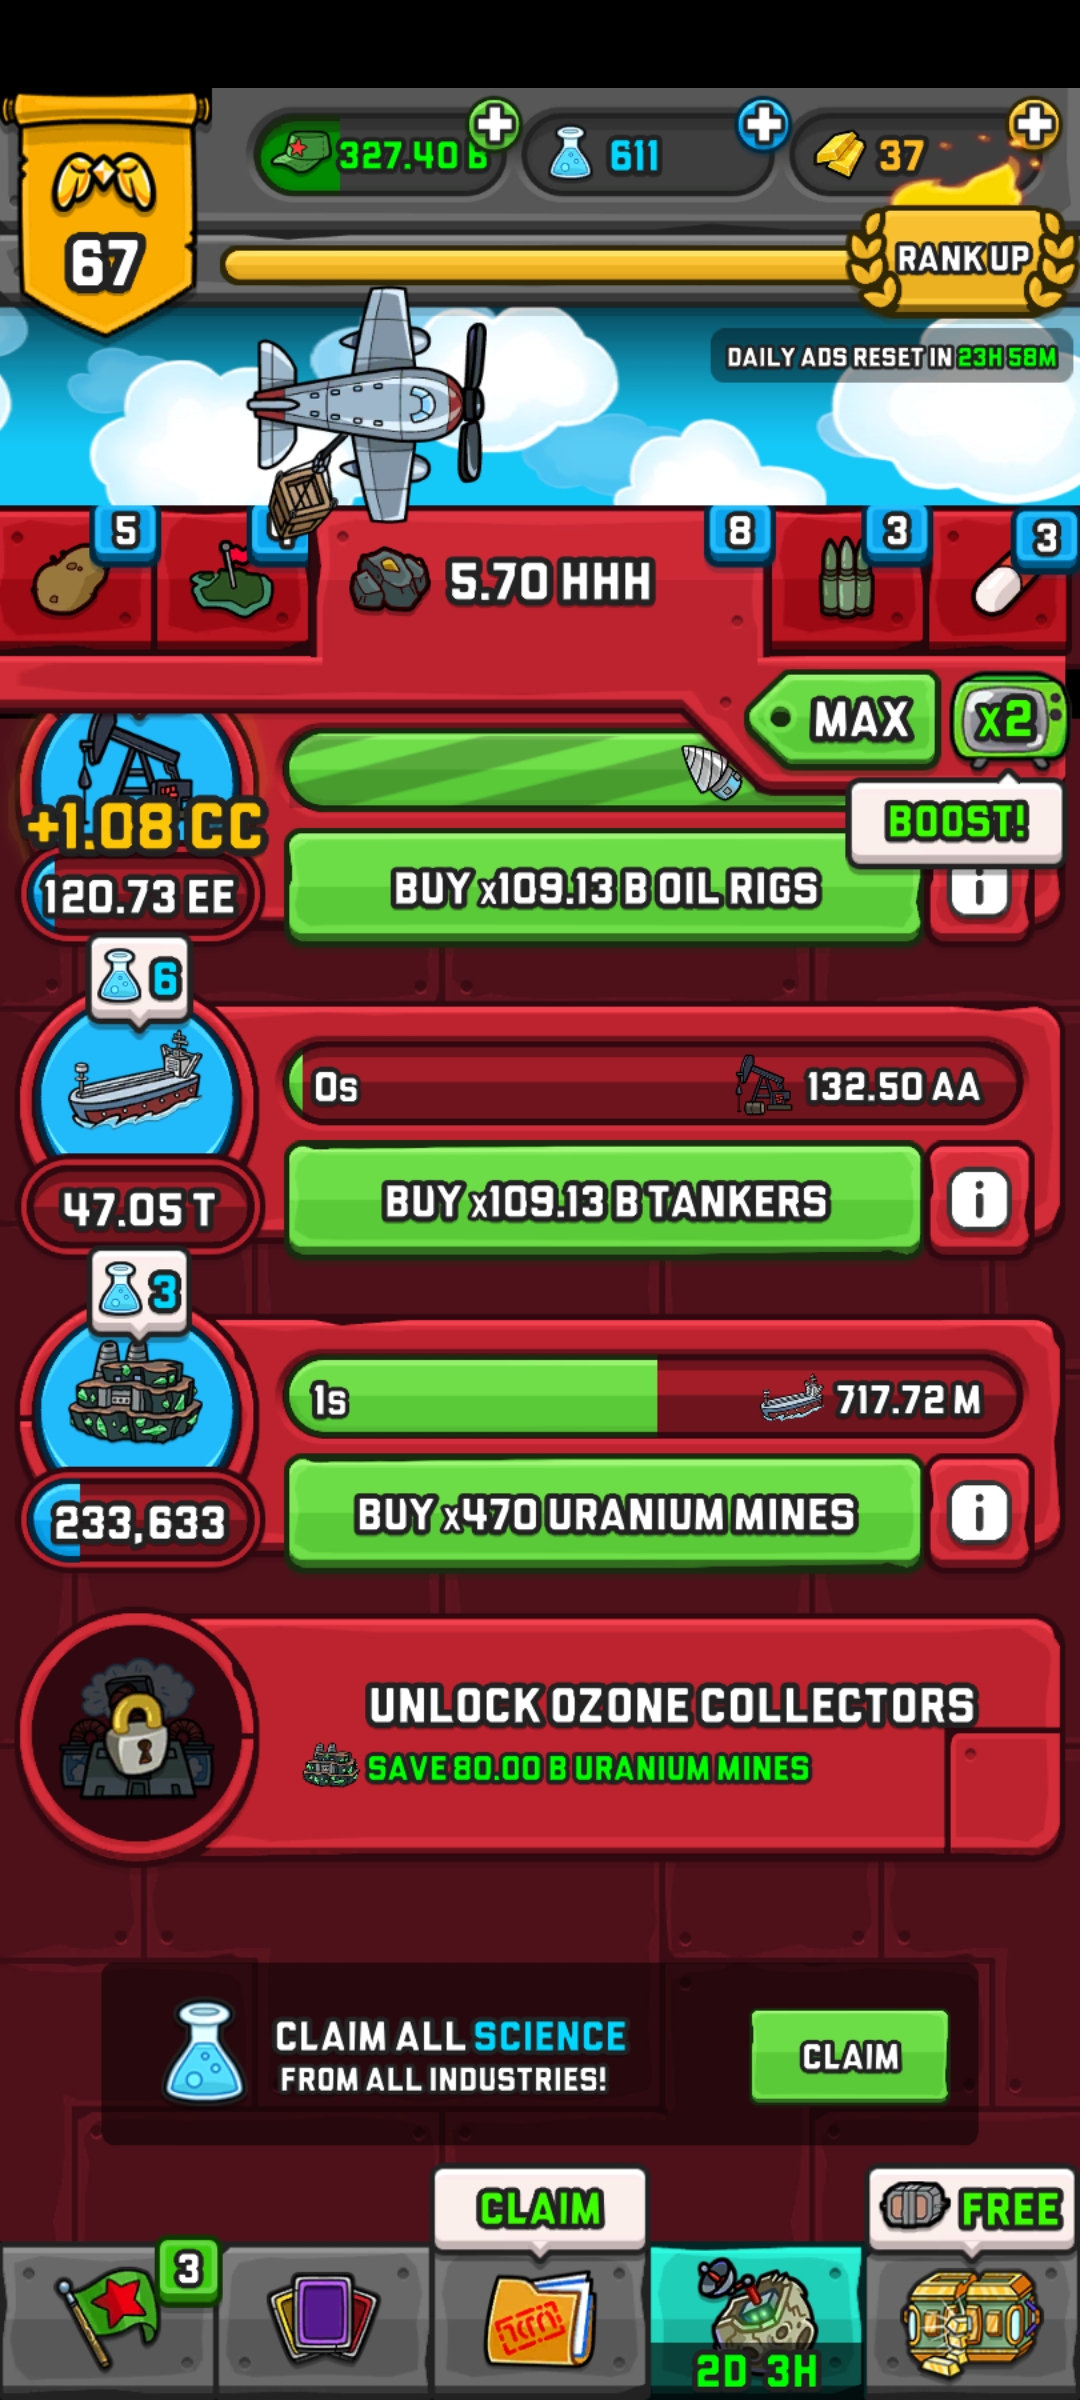 327.40 B
611
37
67
RANK UP
DAILY ADS RESET IN 23H 58M
5
8
3
3
5.70 HHH
MAX
x2
BOOST!
+1.08 CC
120.73 EE
BUY x109.13 B OIL RIGS
i
6
0s
132.50 AA
47.05 T
BUY x109.13 B TANKERS
i
3
1s
717.72 M
233,633
BUY x470 URANIUM MINES
i
UNLOCK OZONE COLLECTORS
SAVE 80.00 B URANIUM MINES
CLAIM ALL SCIENCE
FROM ALL INDUSTRIES!
CLAIM
CLAIM
FREE
3
2D 3H